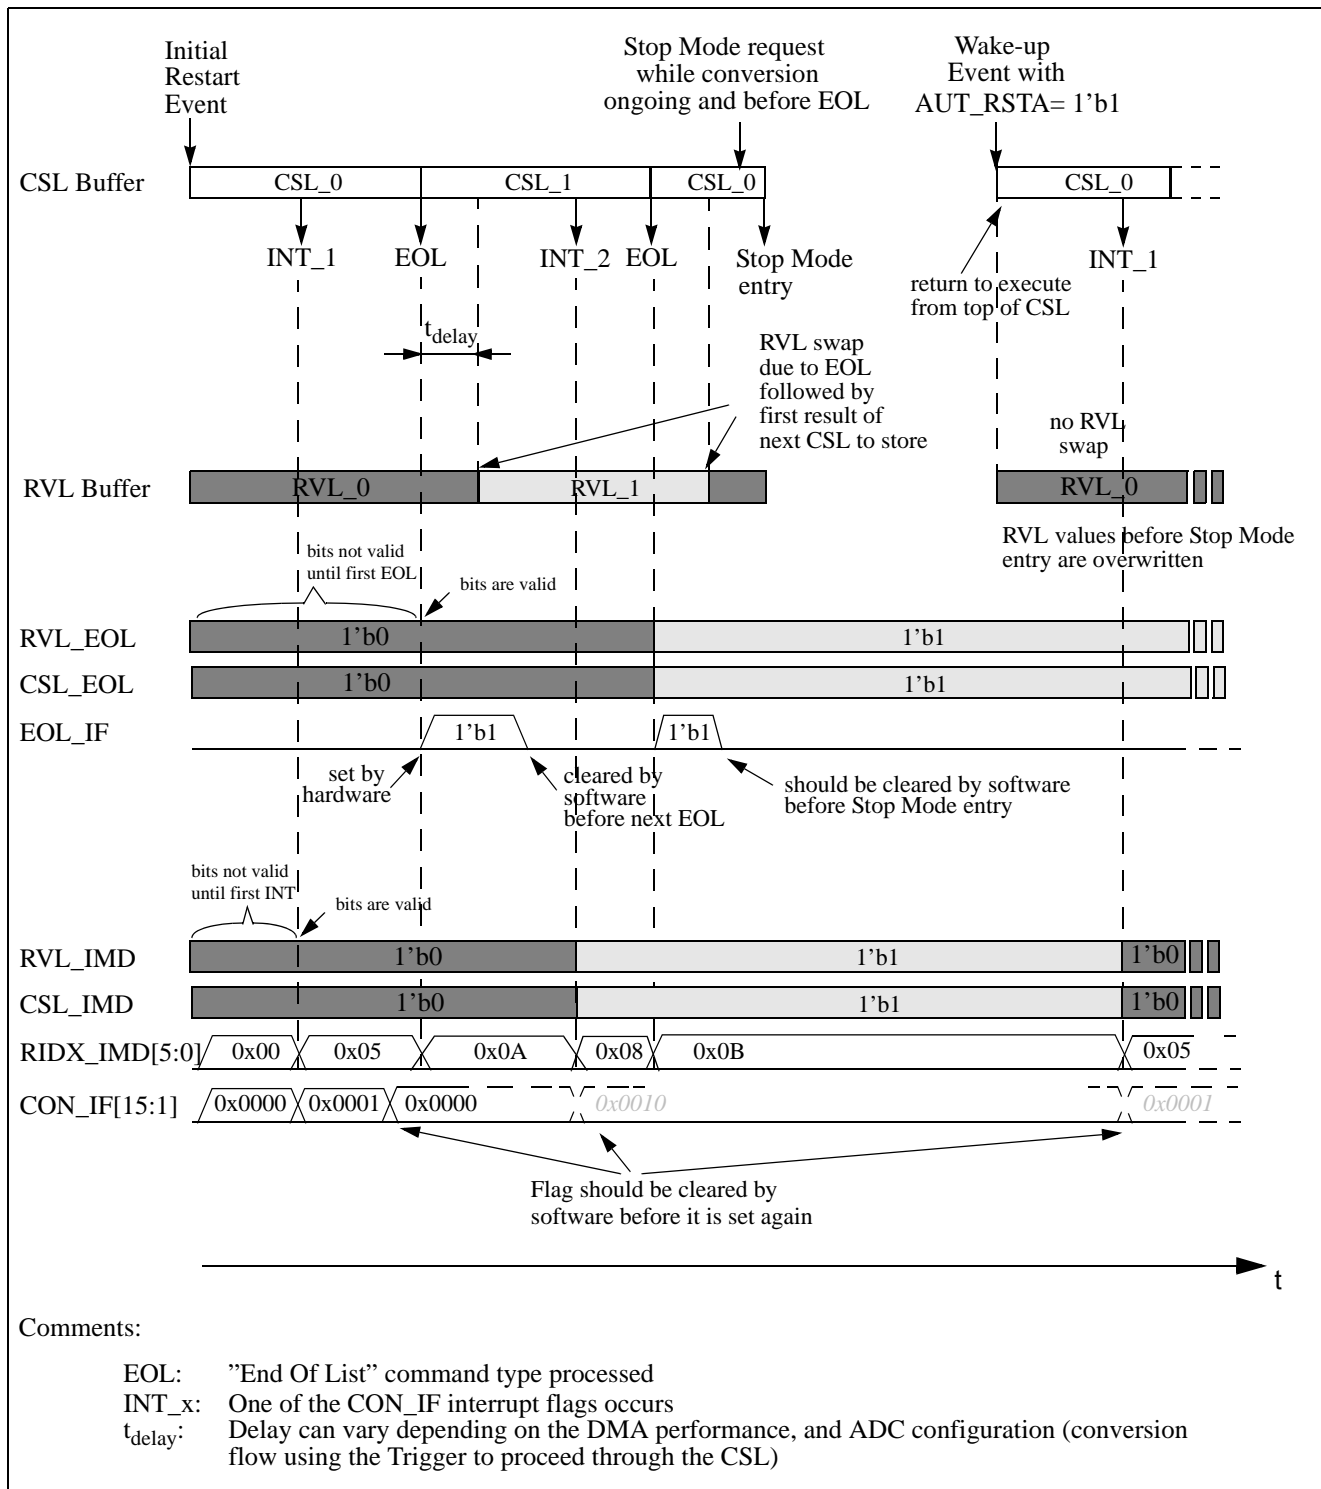 Initial
Restart
Event
Stop Mode request
while conversion
ongoing and before EOL
Wake-up
Event with
AUT_RSTA= 1’b1
CSL Buffer
CSL_0
CSL_1
CSL_0
CSL_0
INT_1
EOL
INT_2
EOL
Stop Mode
entry
INT_1
return to execute
from top of CSL
tdelay
RVL swap
due to EOL
followed by
first result of
next CSL to store
no RVL
swap
RVL Buffer
RVL_0
RVL_1
RVL_0
RVL values before Stop Mode
entry are overwritten
bits not valid
until first EOL
bits are valid
RVL_EOL
1’b0
1’b1
CSL_EOL
1’b0
1’b1
EOL_IF
1’b1
1’b1
set by
hardware
cleared by
software
before next EOL
should be cleared by software
before Stop Mode entry
bits not valid
until first INT
bits are valid
RVL_IMD
1’b0
1’b1
1’b0
CSL_IMD
1’b0
1’b1
1’b0
RIDX_IMD[5:0]
0x00
0x05
0x0A
0x08
0x0B
0x05
CON_IF[15:1]
0x0000
0x0001
0x0000
0x0010
0x0001
Flag should be cleared by
software before it is set again
t
Comments:
EOL: ”End Of List” command type processed
INT_x: One of the CON_IF interrupt flags occurs
tdelay: Delay can vary depending on the DMA performance, and ADC configuration (conversion
flow using the Trigger to proceed through the CSL)